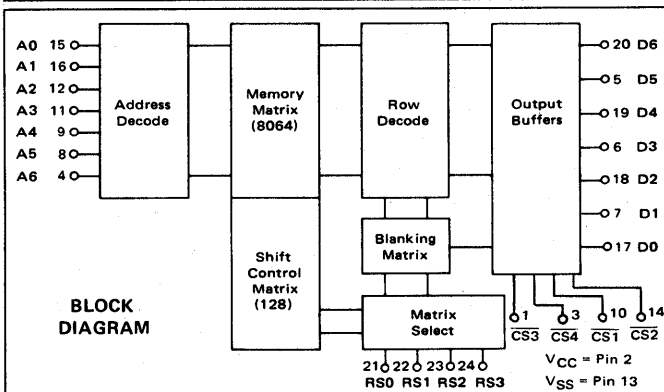 A0 15
A1 16
A2 12
A3 11
A4 9
A5 8
A6 4
Address
Decode
Memory
Matrix
(8064)
Row
Decode
Output
Buffers
20 D6
5 D5
19 D4
6 D3
18 D2
7 D1
17 D0
Blanking
Matrix
Shift
Control
Matrix
(128)
Matrix
Select
BLOCK
DIAGRAM
1 3 10 14
CS3 CS4 CS1 CS2
21 22 23 24
RS0 RS1 RS2 RS3
VCC = Pin 2
VSS = Pin 13